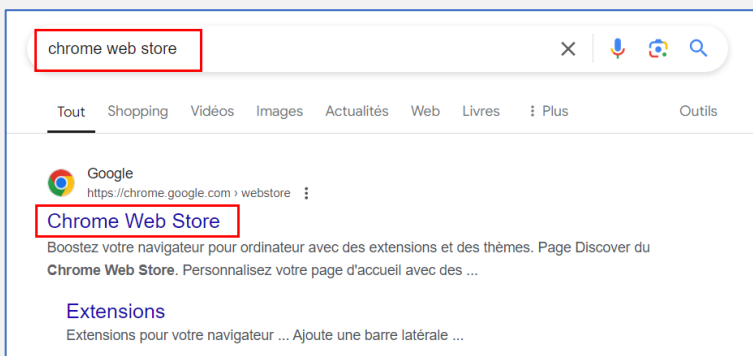 chrome web store
Tout Shopping Vidéos Images Actualités Web Livres Plus Outils
Google
https://chrome.google.com › webstore
Chrome Web Store
Boostez votre navigateur pour ordinateur avec des extensions et des thèmes. Page Discover du
Chrome Web Store. Personnalisez votre page d'accueil avec des ...
Extensions
Extensions pour votre navigateur ... Ajoute une barre latérale ...